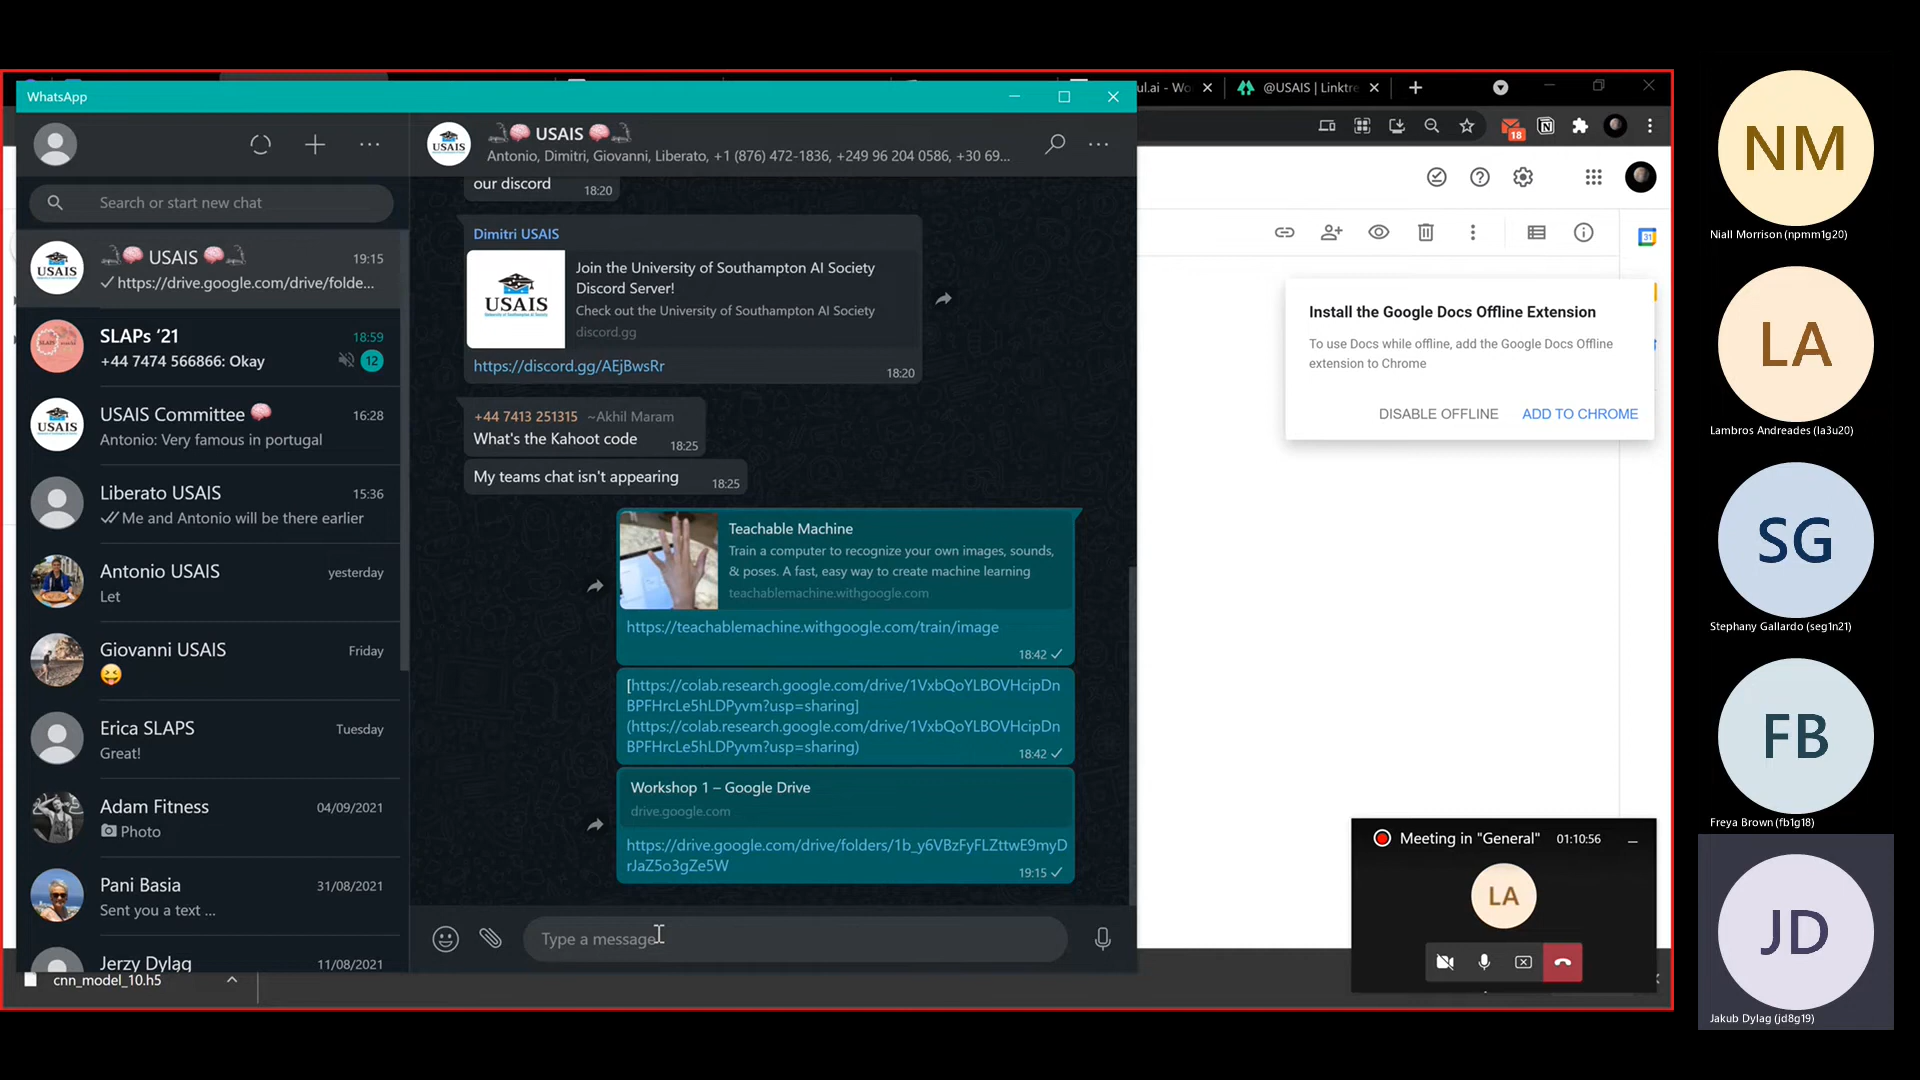 WhatsApp
ul.ai - Wo
@USAIS | Linktre
18
Search or start new chat
USAIS
19:15
https://drive.google.com/drive/folde...
SLAPs ‘21
18:59
+44 7474 566866: Okay
12
USAIS Committee
16:28
Antonio: Very famous in portugal
Liberato USAIS
15:36
Me and Antonio will be there earlier
Antonio USAIS
yesterday
Let
Giovanni USAIS
Friday
Erica SLAPS
Tuesday
Great!
Adam Fitness
04/09/2021
Photo
Pani Basia
31/08/2021
Sent you a text ...
Jerzy Dylag
11/08/2021
cnn_model_10.h5
USAIS
USAIS
Antonio, Dimitri, Giovanni, Liberato, +1 (876) 472-1836, +249 96 204 0586, +30 69...
our discord
18:20
Dimitri USAIS
USAIS
Join the University of Southampton AI Society
Discord Server!
Check out the University of Southampton AI Society
discord.gg
https://discord.gg/AEjBwsRr
18:20
+44 7413 251315 ~Akhil Maram
What's the Kahoot code
18:25
My teams chat isn't appearing
18:25
Teachable Machine
Train a computer to recognize your own images, sounds,
& poses. A fast, easy way to create machine learning
teachablemachine.withgoogle.com
https://teachablemachine.withgoogle.com/train/image
18:42
[https://colab.research.google.com/drive/1VxbQoYLBOVHcipDn
BPFHrcLe5hLDPyvm?usp=sharing]
(https://colab.research.google.com/drive/1VxbQoYLBOVHcipDn
BPFHrcLe5hLDPyvm?usp=sharing)
18:42
Workshop 1 – Google Drive
drive.google.com
https://drive.google.com/drive/folders/1b_y6VBzFyFLZttwE9myD
rJaZ5o3gZe5W
19:15
Type a message
31
Install the Google Docs Offline Extension
To use Docs while offline, add the Google Docs Offline
extension to Chrome
DISABLE OFFLINE
ADD TO CHROME
Meeting in "General"
01:10:56
LA
NM
Niall Morrison (npmm1g20)
LA
Lambros Andreades (la3u20)
SG
Stephany Gallardo (seg1n21)
FB
Freya Brown (fb1g18)
JD
Jakub Dylag (jd8g19)